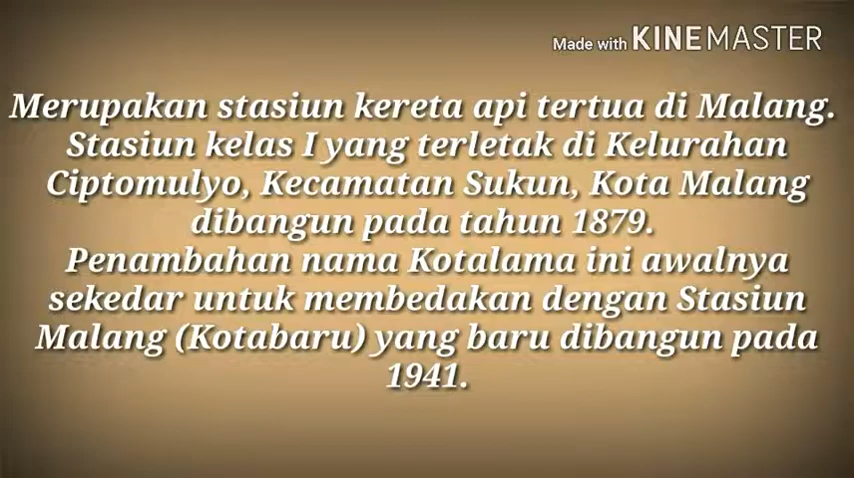 Made with KINEMASTER
Merupakan stasiun kereta api tertua di Malang.
Stasiun kelas I yang terletak di Kelurahan
Ciptomulyo, Kecamatan Sukun, Kota Malang
dibangun pada tahun 1879.
Penambahan nama Kotalama ini awalnya
sekedar untuk membedakan dengan Stasiun
Malang (Kotabaru) yang baru dibangun pada
1941.